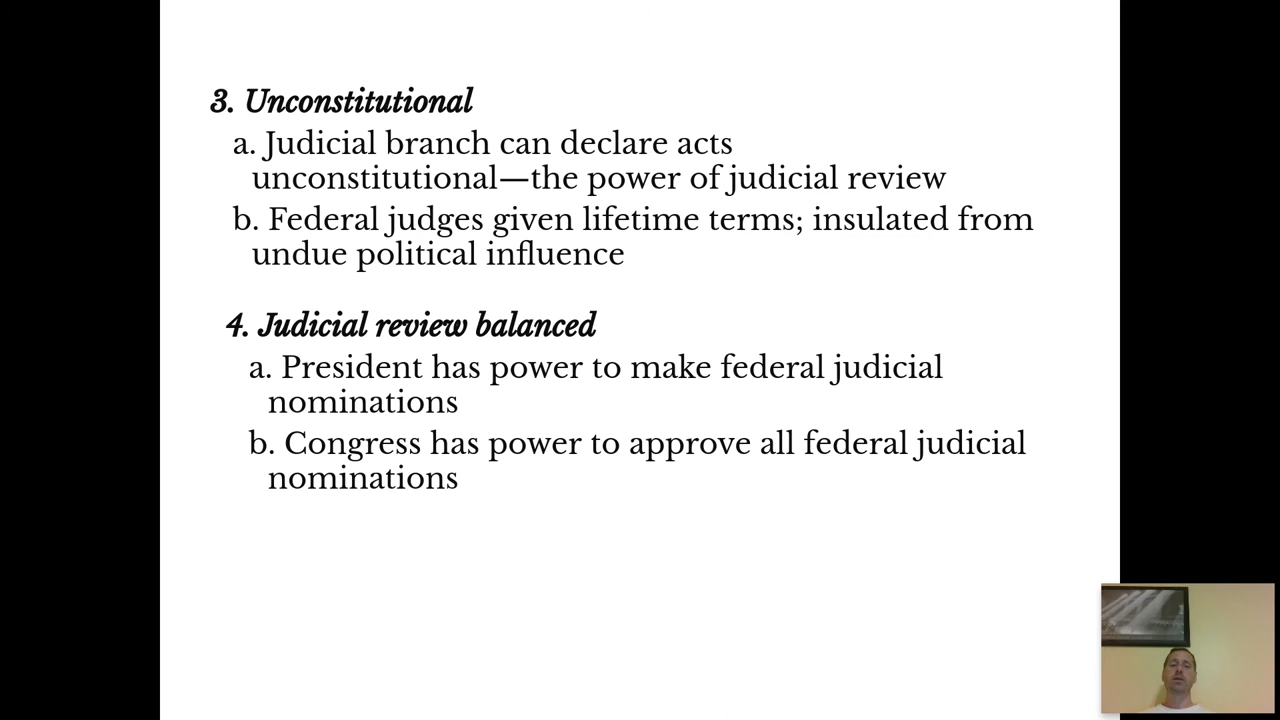 3. Unconstitutional
a. Judicial branch can declare acts
unconstitutional—the power of judicial review
b. Federal judges given lifetime terms; insulated from
undue political influence
4. Judicial review balanced
a. President has power to make federal judicial
nominations
b. Congress has power to approve all federal judicial
nominations